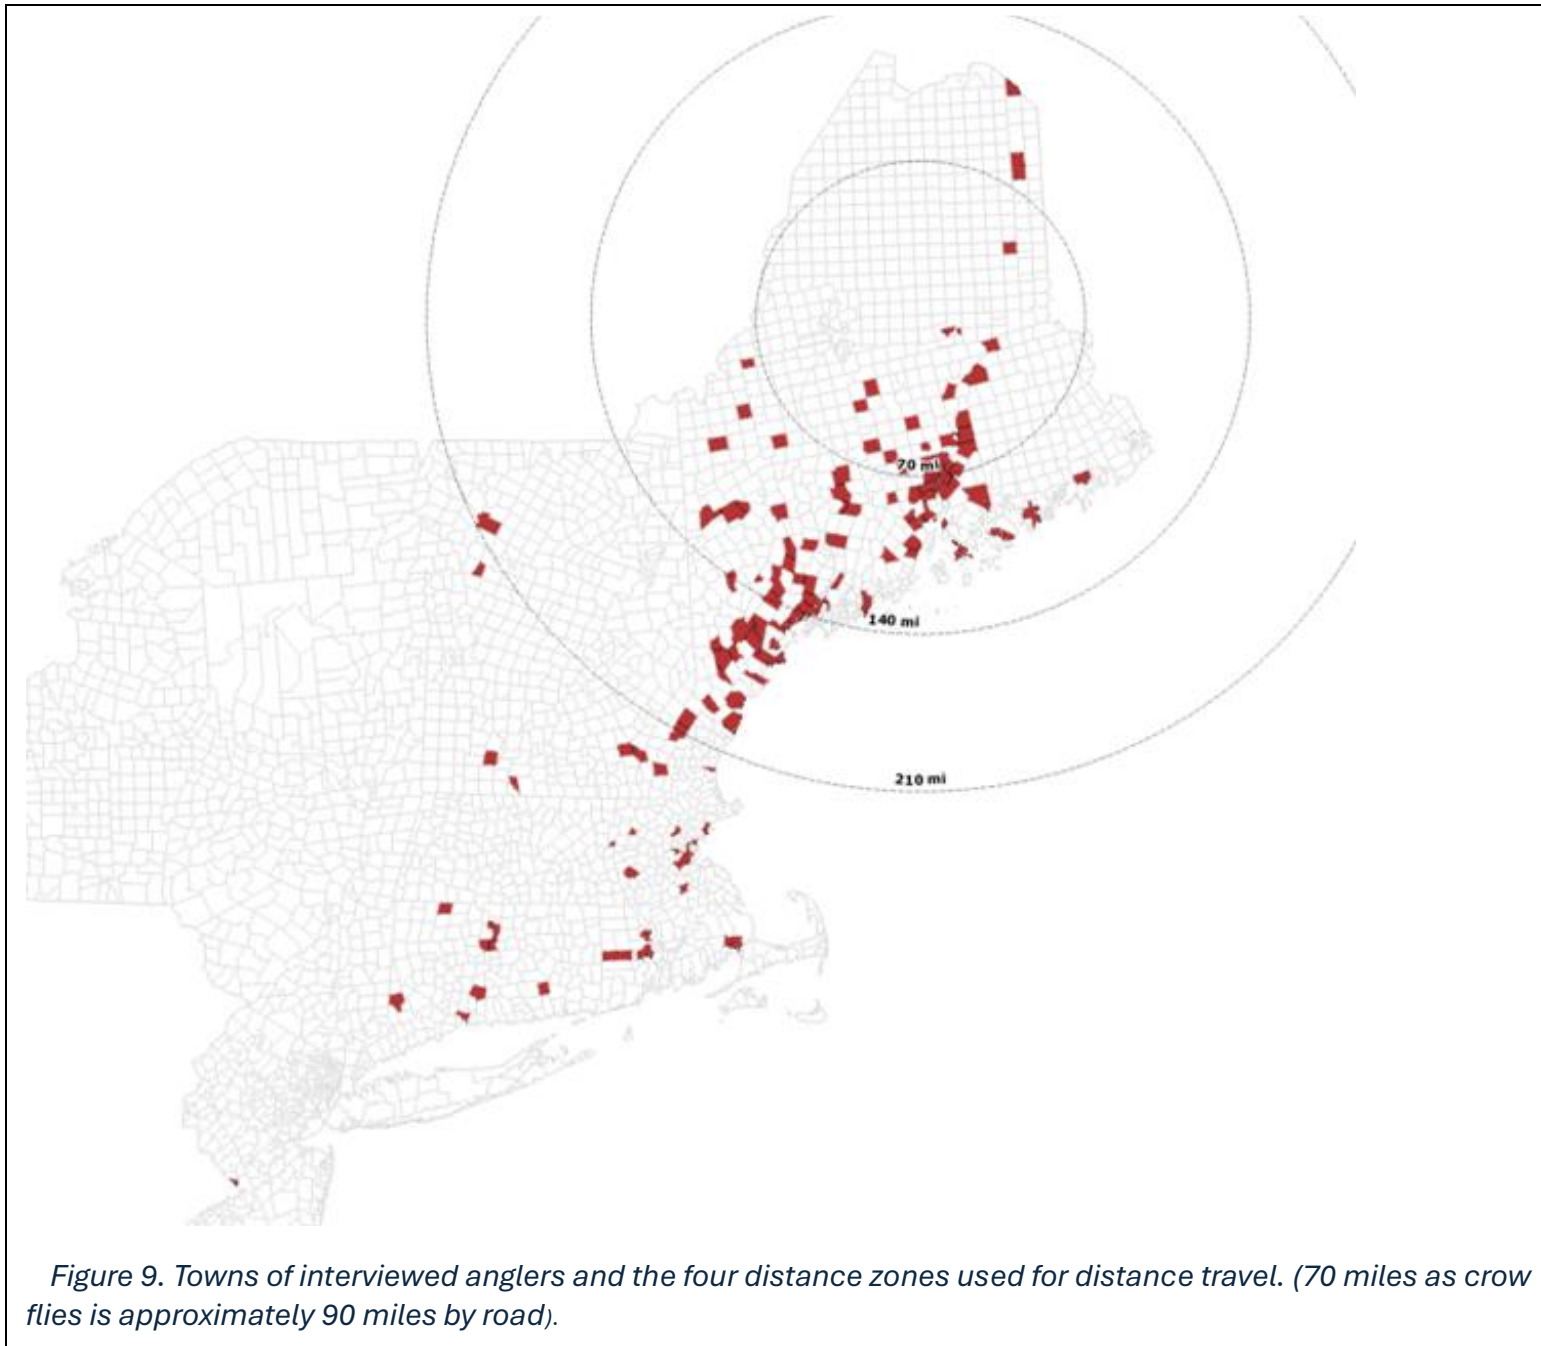 70 mi
140 mi
210 mi
Figure 9. Towns of interviewed anglers and the four distance zones used for distance travel. (70 miles as crow
flies is approximately 90 miles by road).